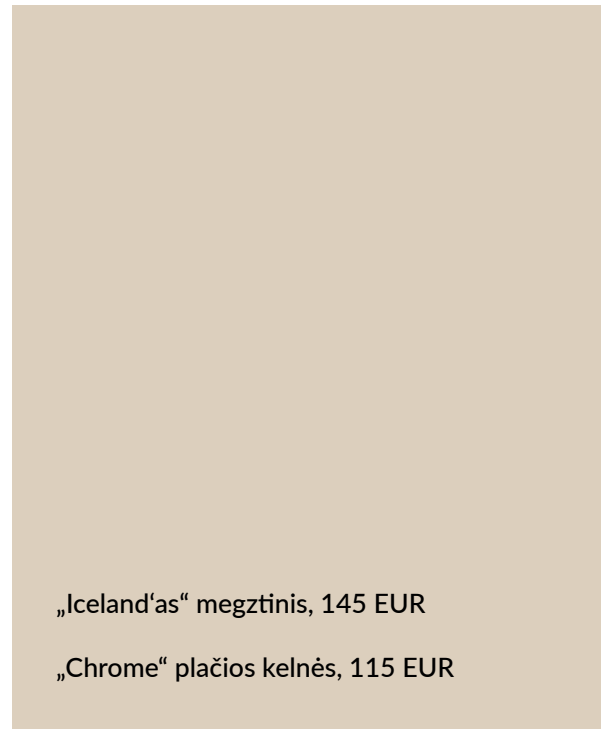 „Iceland‘as“ megztinis, 145 EUR
„Chrome“ plačios kelnės, 115 EUR